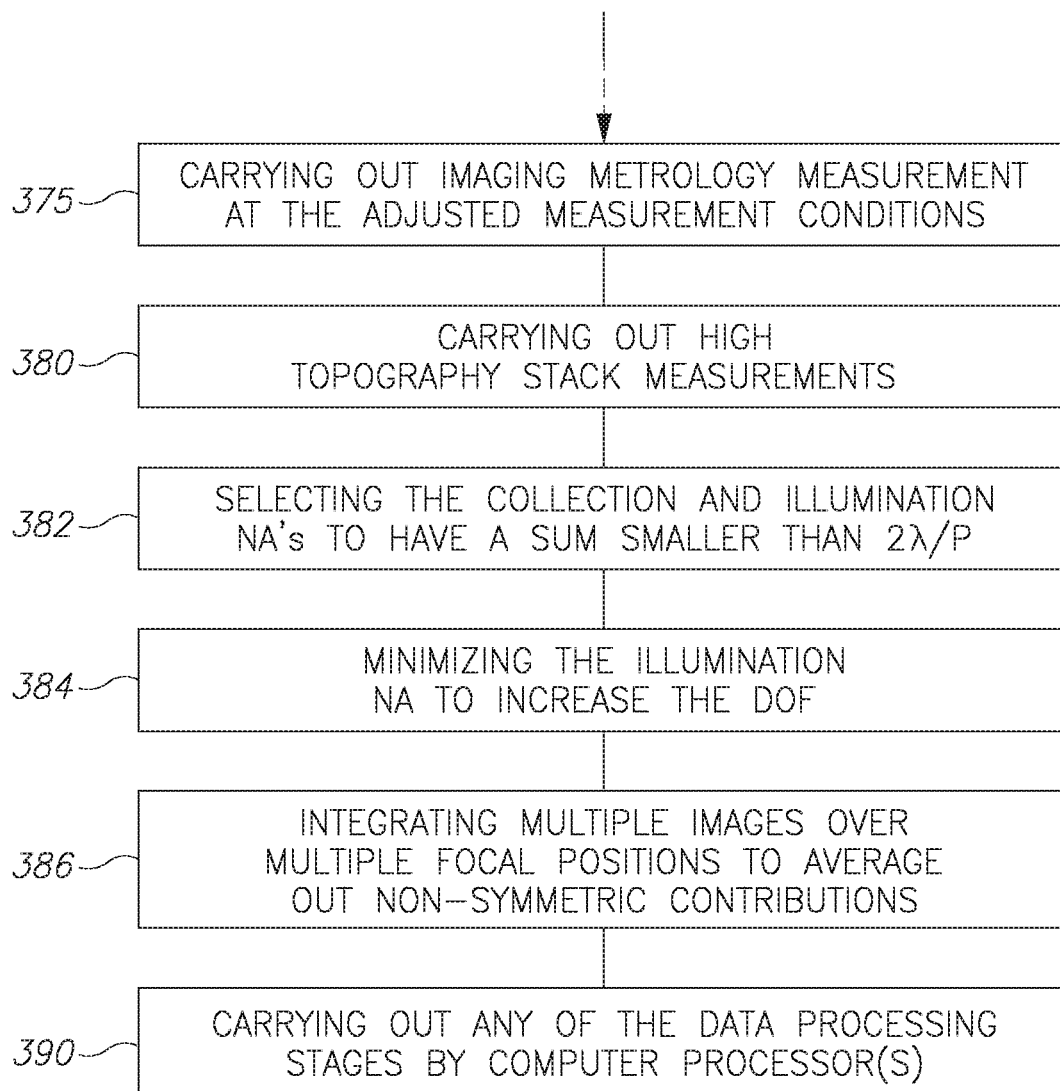 375
CARRYING OUT IMAGING METROLOGY MEASUREMENT
AT THE ADJUSTED MEASUREMENT CONDITIONS
380
CARRYING OUT HIGH
TOPOGRAPHY STACK MEASUREMENTS
382
SELECTING THE COLLECTION AND ILLUMINATION
NA's TO HAVE A SUM SMALLER THAN 2λ/P
384
MINIMIZING THE ILLUMINATION
NA TO INCREASE THE DOF
386
INTEGRATING MULTIPLE IMAGES OVER
MULTIPLE FOCAL POSITIONS TO AVERAGE
OUT NON-SYMMETRIC CONTRIBUTIONS
390
CARRYING OUT ANY OF THE DATA PROCESSING
STAGES BY COMPUTER PROCESSOR(S)